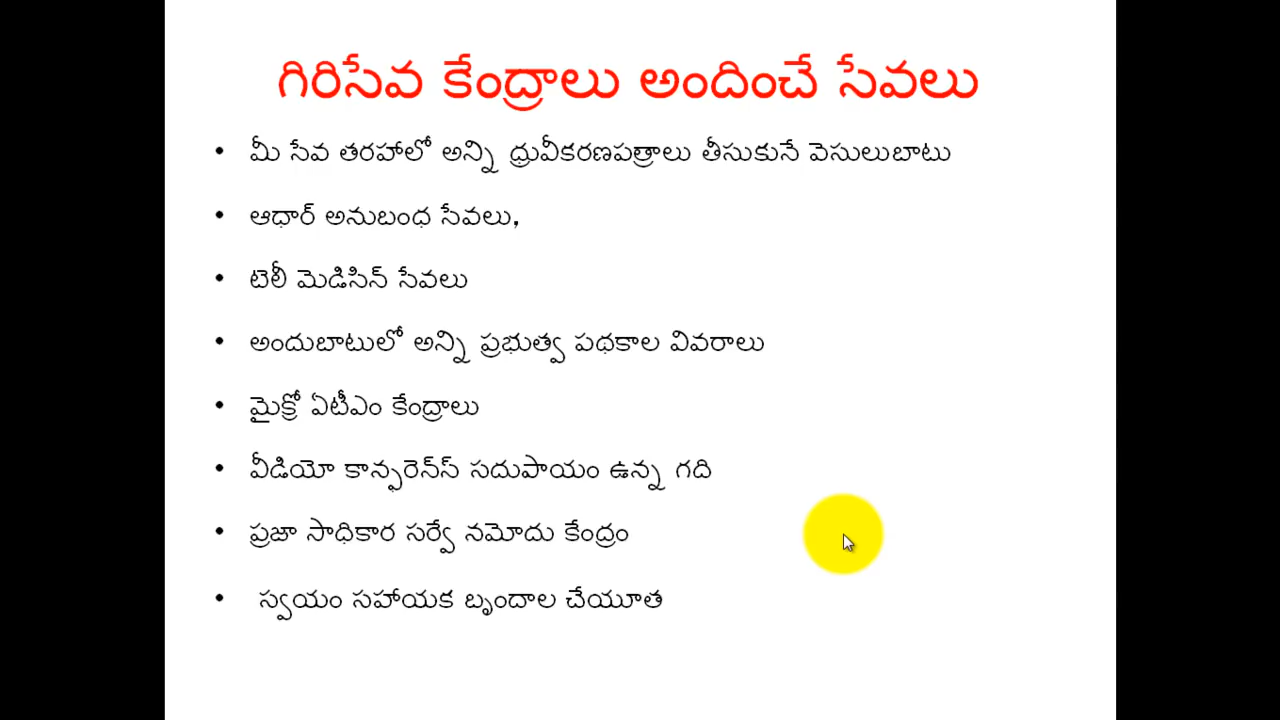 గిరిసేవ కేంద్రాలు అందించే సేవలు
• మీ సేవ తరహాలో అన్ని ధ్రువీకరణపత్రాలు తీసుకునే వెసులుబాటు
• ఆధార్ అనుబంధ సేవలు,
• టెలీ మెడిసిన్ సేవలు
• అందుబాటులో అన్ని ప్రభుత్వ పథకాల వివరాలు
• మైక్రో ఏటీఎం కేంద్రాలు
• వీడియో కాన్ఫరెన్‌స్ సదుపాయం ఉన్న గది
• ప్రజా సాధికార సర్వే నమోదు కేంద్రం
• స్వయం సహాయక బృందాల చేయూత